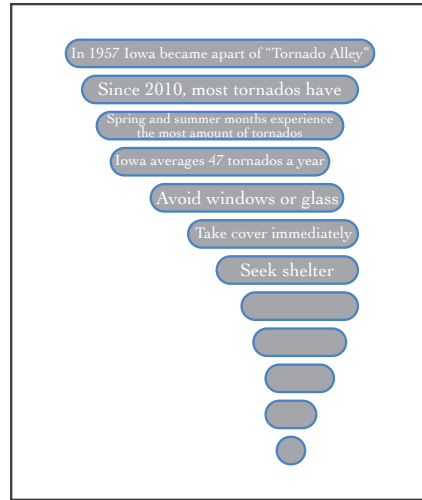 In 1957 Iowa became apart of “Tornado Alley”
Since 2010, most tornados have
Spring and summer months experience
the most amount of tornados
Iowa averages 47 tornados a year
Avoid windows or glass
Take cover immediately
Seek shelter